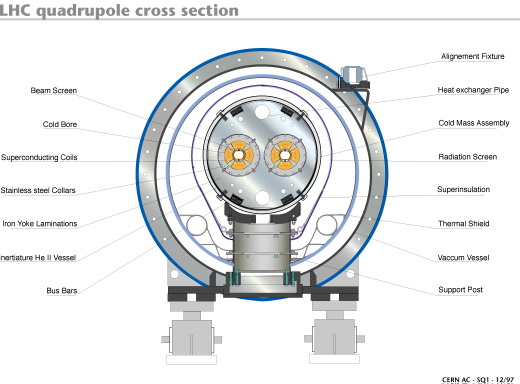 LHC quadrupole cross section
Alignement Fixture
Beam Screen
Heat exchanger Pipe
Cold Bore
Cold Mass Assembly
Superconducting Coils
Radiation Screen
Stainless steel Collars
Superinsulation
Iron Yoke Laminations
Thermal Shield
Inertiature He II Vessel
Vaccum Vessel
Bus Bars
Support Post
CERN AC - SQ1 - 12/97